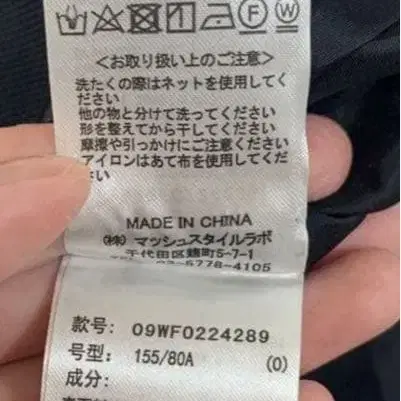 <お取り扱い上のご注意>
洗たくの際はネットを使用してく
ださい
他の物と分けて洗ってください
形を整えてから干してください
摩擦や引っかけにご注意ください
アイロンはあて布を使用してくだ
さい
MADE IN CHINA
(株) マッシュスタイルラボ
千代田区麹町5-7-1
03-5778-4105
款号: 09WF0224289
号型: 155/80A (0)
成分: